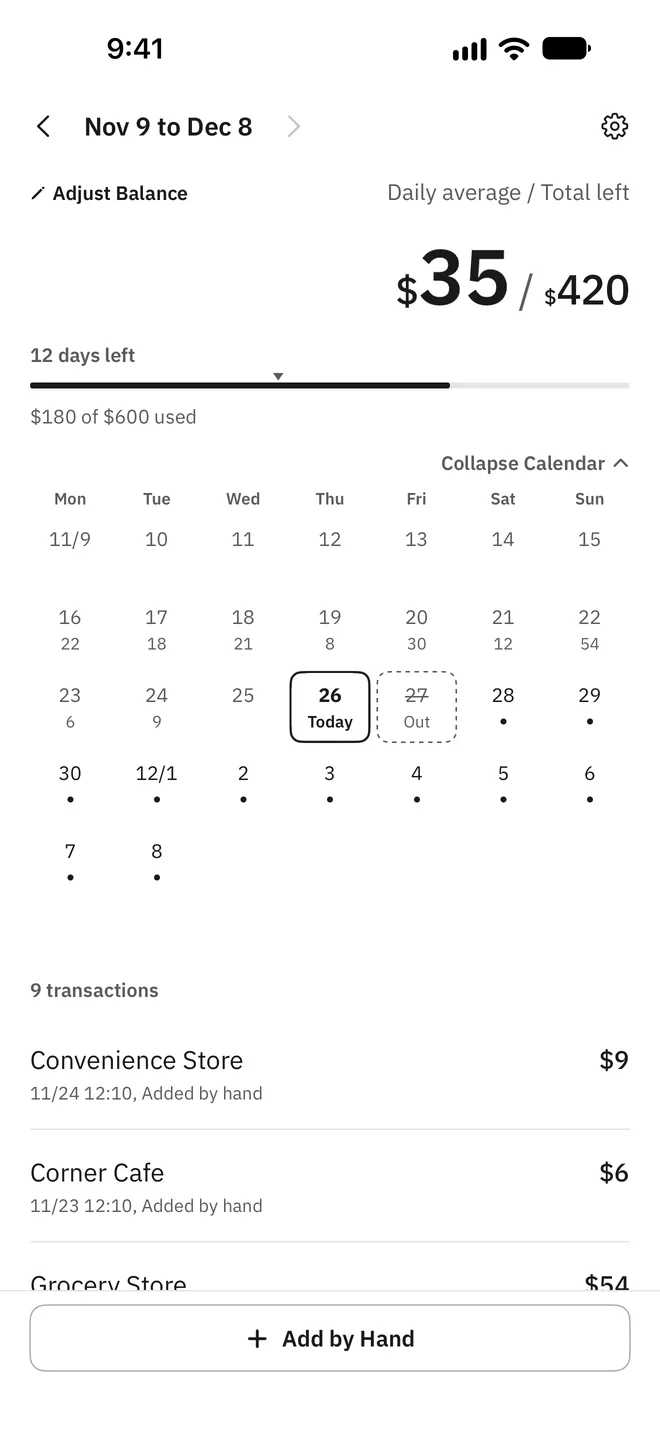 9:41
Nov 9 to Dec 8
Adjust Balance Daily average / Total left
$35 / $420
12 days left
$180 of $600 used
Collapse Calendar
Mon Tue Wed Thu Fri Sat Sun
11/9 10 11 12 13 14 15
16 17 18 19 20 21 22
22 18 21 8 30 12 54
23 24 25 26 27 28 29
6 9 Today Out
30 12/1 2 3 4 5 6
7 8
9 transactions
Convenience Store $9
11/24 12:10, Added by hand
Corner Cafe $6
11/23 12:10, Added by hand
Grocery Store $54
Add by Hand